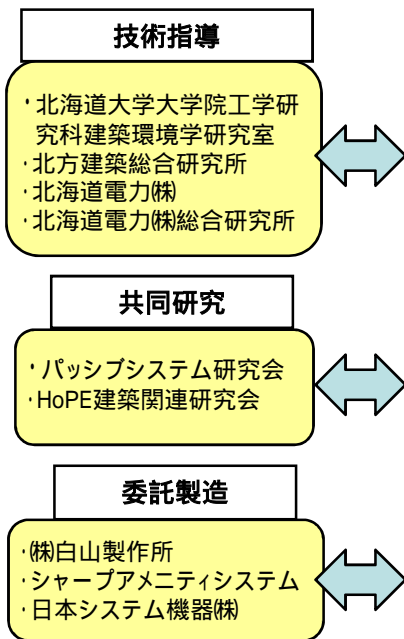 技術指導
・北海道大学大学院工学研
究科建築環境学研究室
・北方建築総合研究所
・北海道電力㈱
・北海道電力㈱総合研究所
共同研究
・パッシブシステム研究会
・HoPE建築関連研究会
委託製造
・㈱白山製作所
・シャープアメニティシステム
・日本システム機器㈱